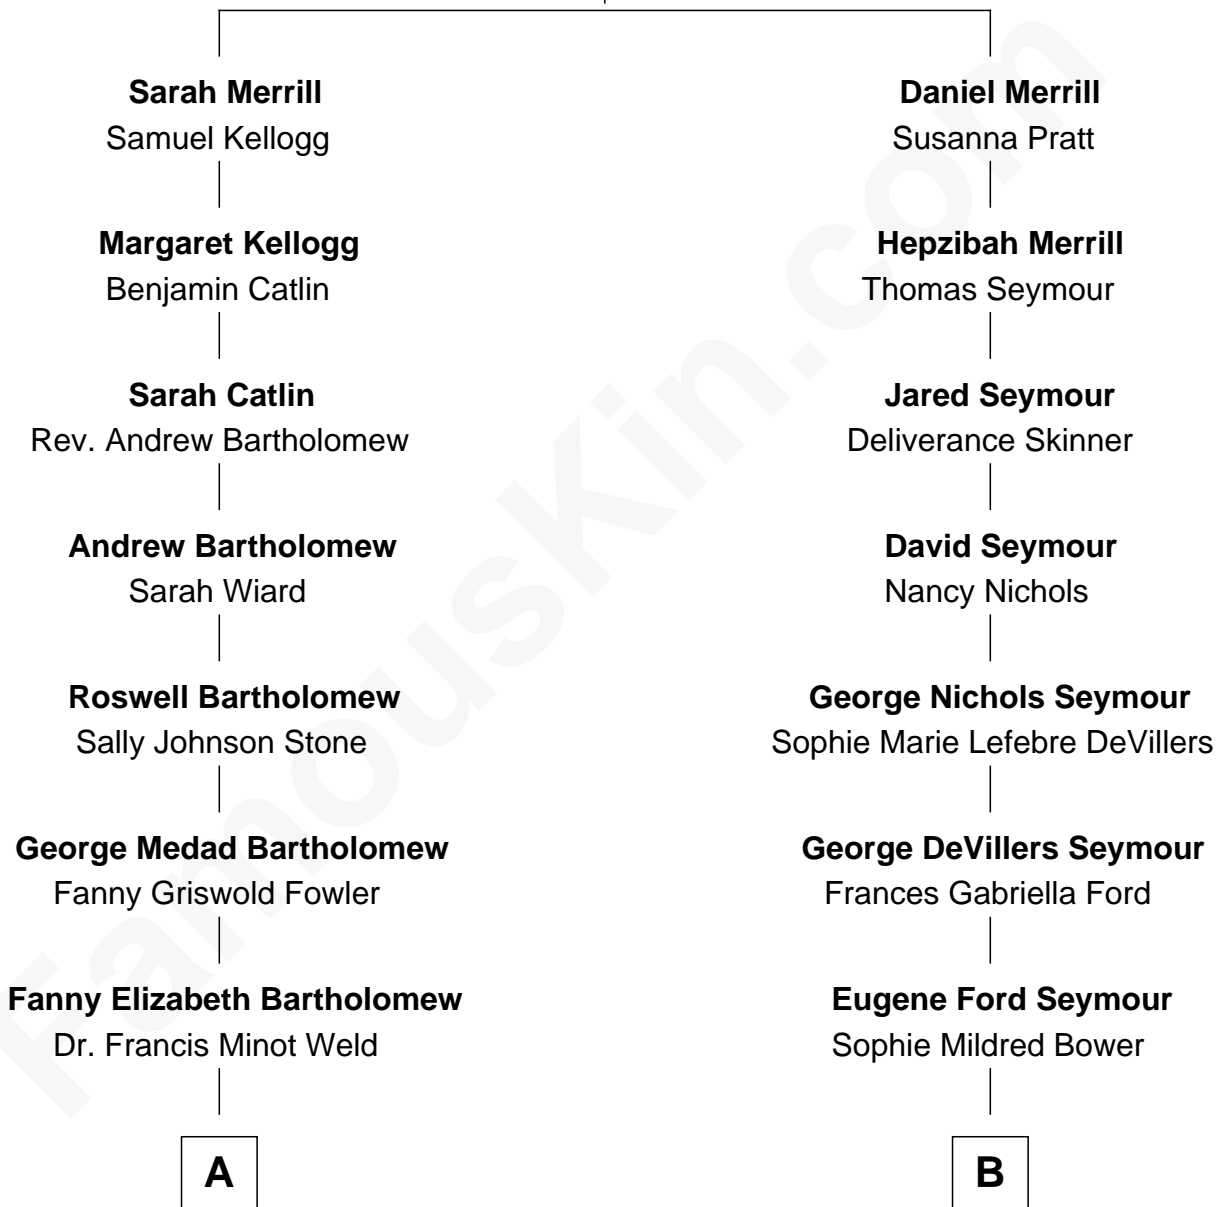 Sarah Merrill
Samuel Kellogg
Margaret Kellogg
Benjamin Catlin
Sarah Catlin
Rev. Andrew Bartholomew
Andrew Bartholomew
Sarah Wiard
Roswell Bartholomew
Sally Johnson Stone
George Medad Bartholomew
Fanny Griswold Fowler
Fanny Elizabeth Bartholomew
Dr. Francis Minot Weld
A
Daniel Merrill
Susanna Pratt
Hepzibah Merrill
Thomas Seymour
Jared Seymour
Deliverance Skinner
David Seymour
Nancy Nichols
George Nichols Seymour
Sophie Marie Lefebre DeVillers
George DeVillers Seymour
Frances Gabriella Ford
Eugene Ford Seymour
Sophie Mildred Bower
B
FamousKin.com